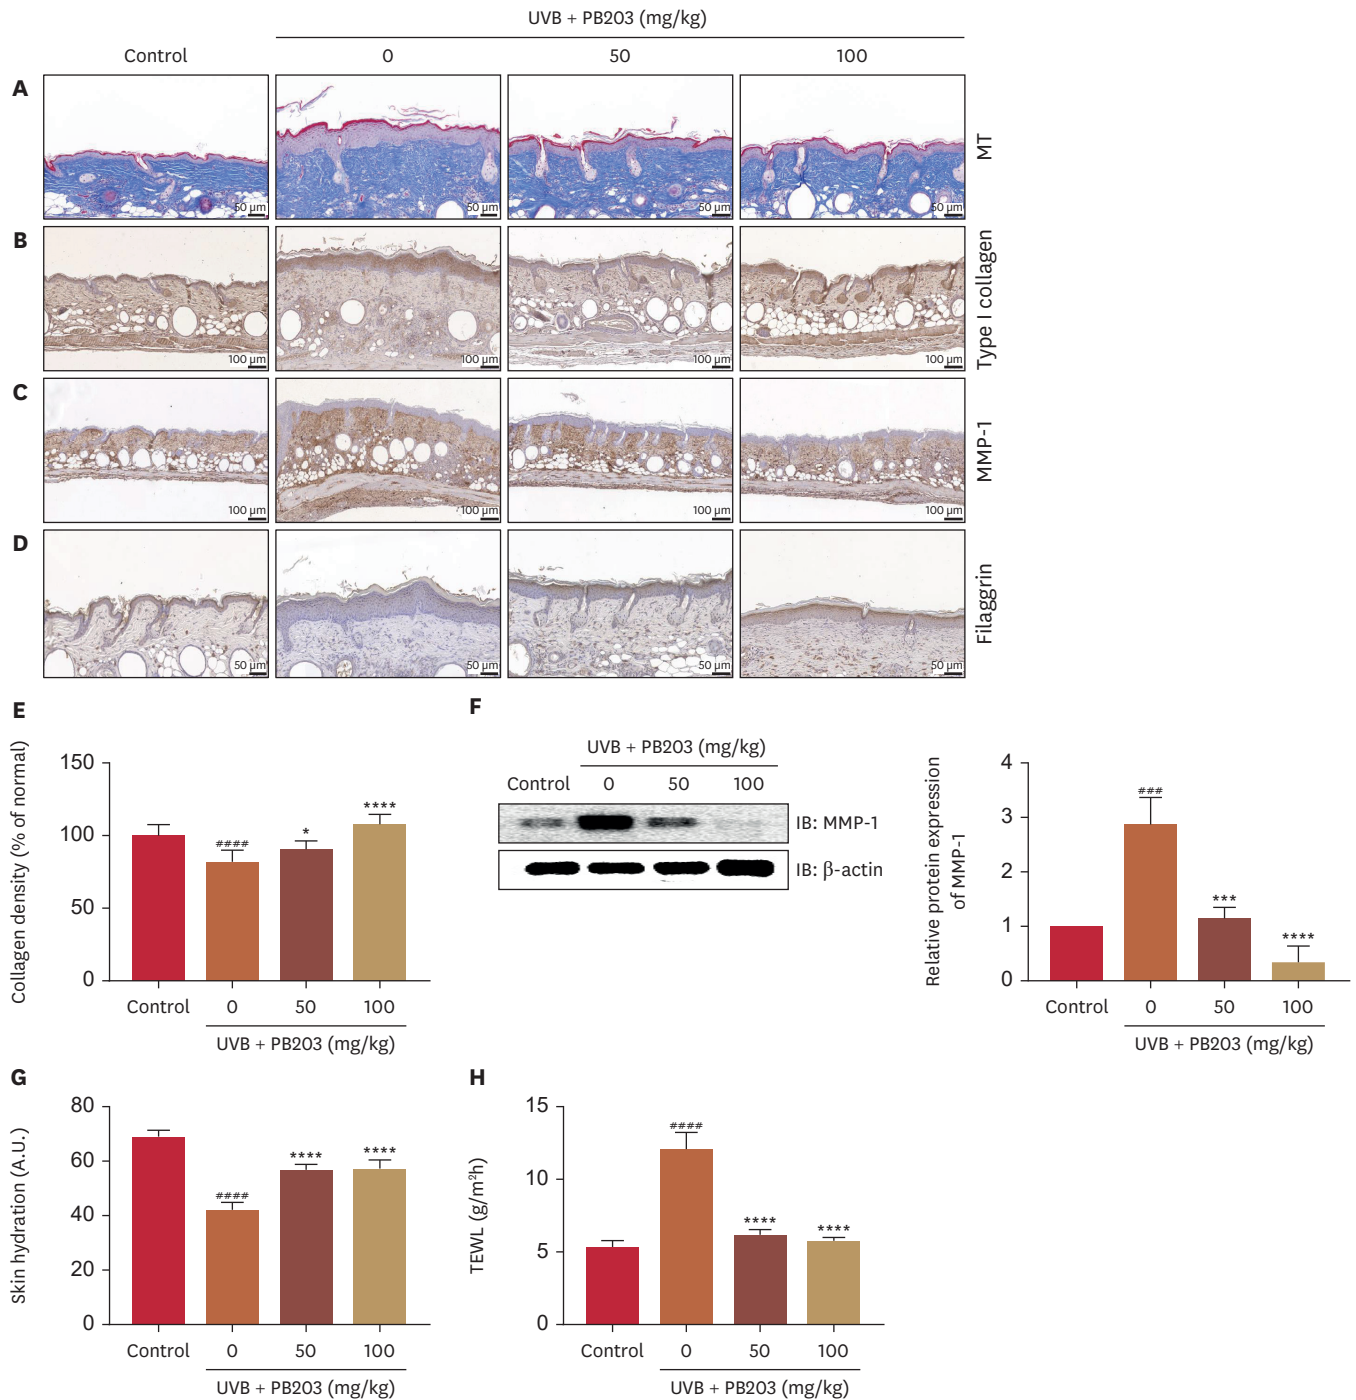 UVB + PB203 (mg/kg)
Control 0 50 100
A
50 µm 50 µm 50 µm 50 µm
MT
B
100 µm 100 µm 100 µm 100 µm
Type I collagen
C
100 µm 100 µm 100 µm 100 µm
MMP-1
D
50 µm 50 µm 50 µm 50 µm
Filaggrin
E
Collagen density (% of normal)
150
100
50
0
####
*
****
Control 0 50 100
UVB + PB203 (mg/kg)
F
UVB + PB203 (mg/kg)
Control 0 50 100
IB: MMP-1
IB: β-actin
Relative protein expression
of MMP-1
4
3
2
1
0
###
***
****
Control 0 50 100
UVB + PB203 (mg/kg)
G
Skin hydration (A.U.)
80
60
40
20
0
####
****
****
Control 0 50 100
UVB + PB203 (mg/kg)
H
TEWL (g/m²h)
15
10
5
0
####
****
****
Control 0 50 100
UVB + PB203 (mg/kg)